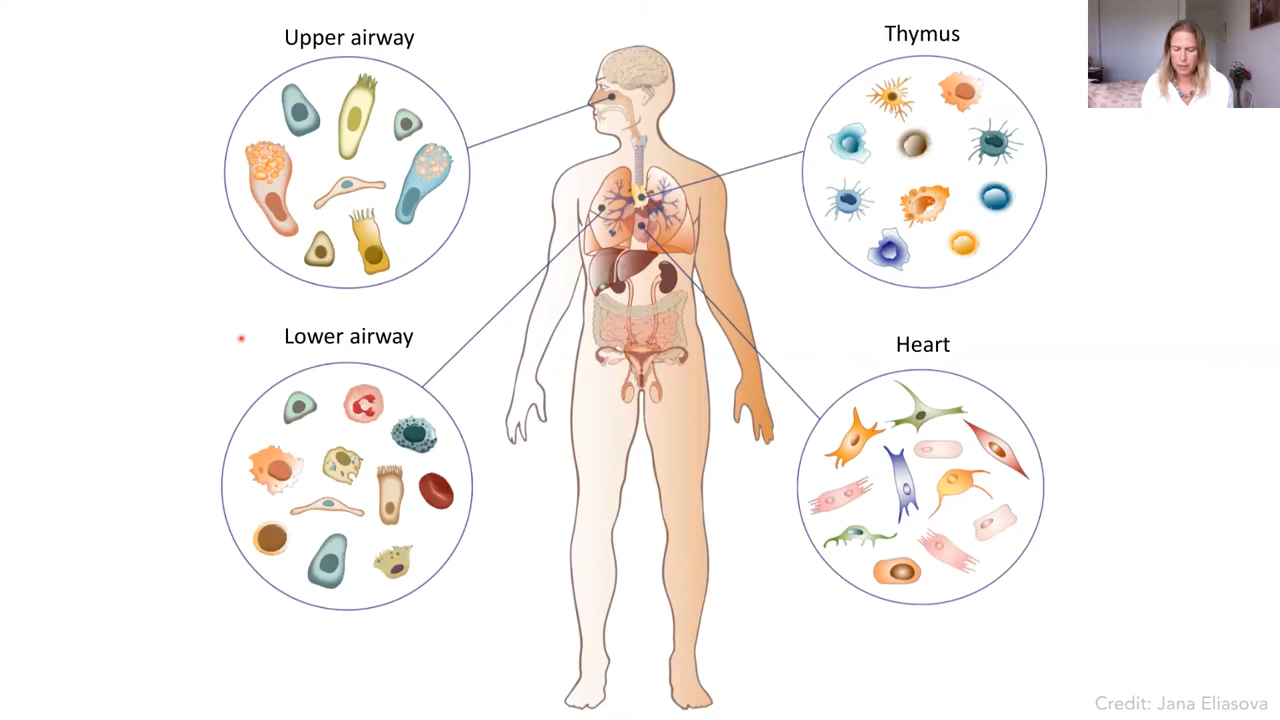 Upper airway
Thymus
Lower airway
Heart
Credit: Jana Eliasova